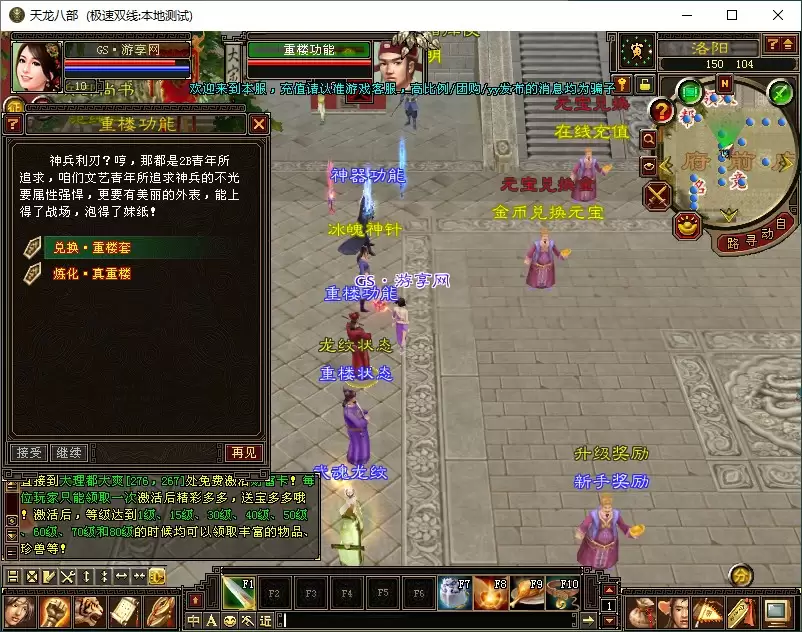 天龙八部 (极速双线:本地测试)
GS·游享网
10
重楼功能
洛阳
150 104
N
欢迎来到本服，充值请认准游戏客服，高比例/团购/yy发布的消息均为骗子
重楼功能
神兵利刃？哼，那都是2B青年所
追求，咱们文艺青年所追求神兵的不光
要属性强悍，更要有美丽的外表，能上
得了战场，泡得了妹纸！
兑换·重楼套
炼化·真重楼
接受
继续
再见
元宝兑换
在线充值
元宝兑换
金币兑换元宝
神器功能
冰魄神针
GS·游享网
重楼功能
龙纹状态
重楼状态
武魂龙纹
升级奖励
新手奖励
自动寻路
直接到大理都大爽[276，267]处免费激活财富卡！每
位玩家只能领取一次激活后精彩多多，送宝多多哦
！激活后，等级达到1级、15级、30级、40级、50级
、60级、70级和80级的时候均可以领取丰富的物品、
珍兽等！
F1
F2
F3
F4
F5
F6
F7
F8
F9
F10
1
中
A
近